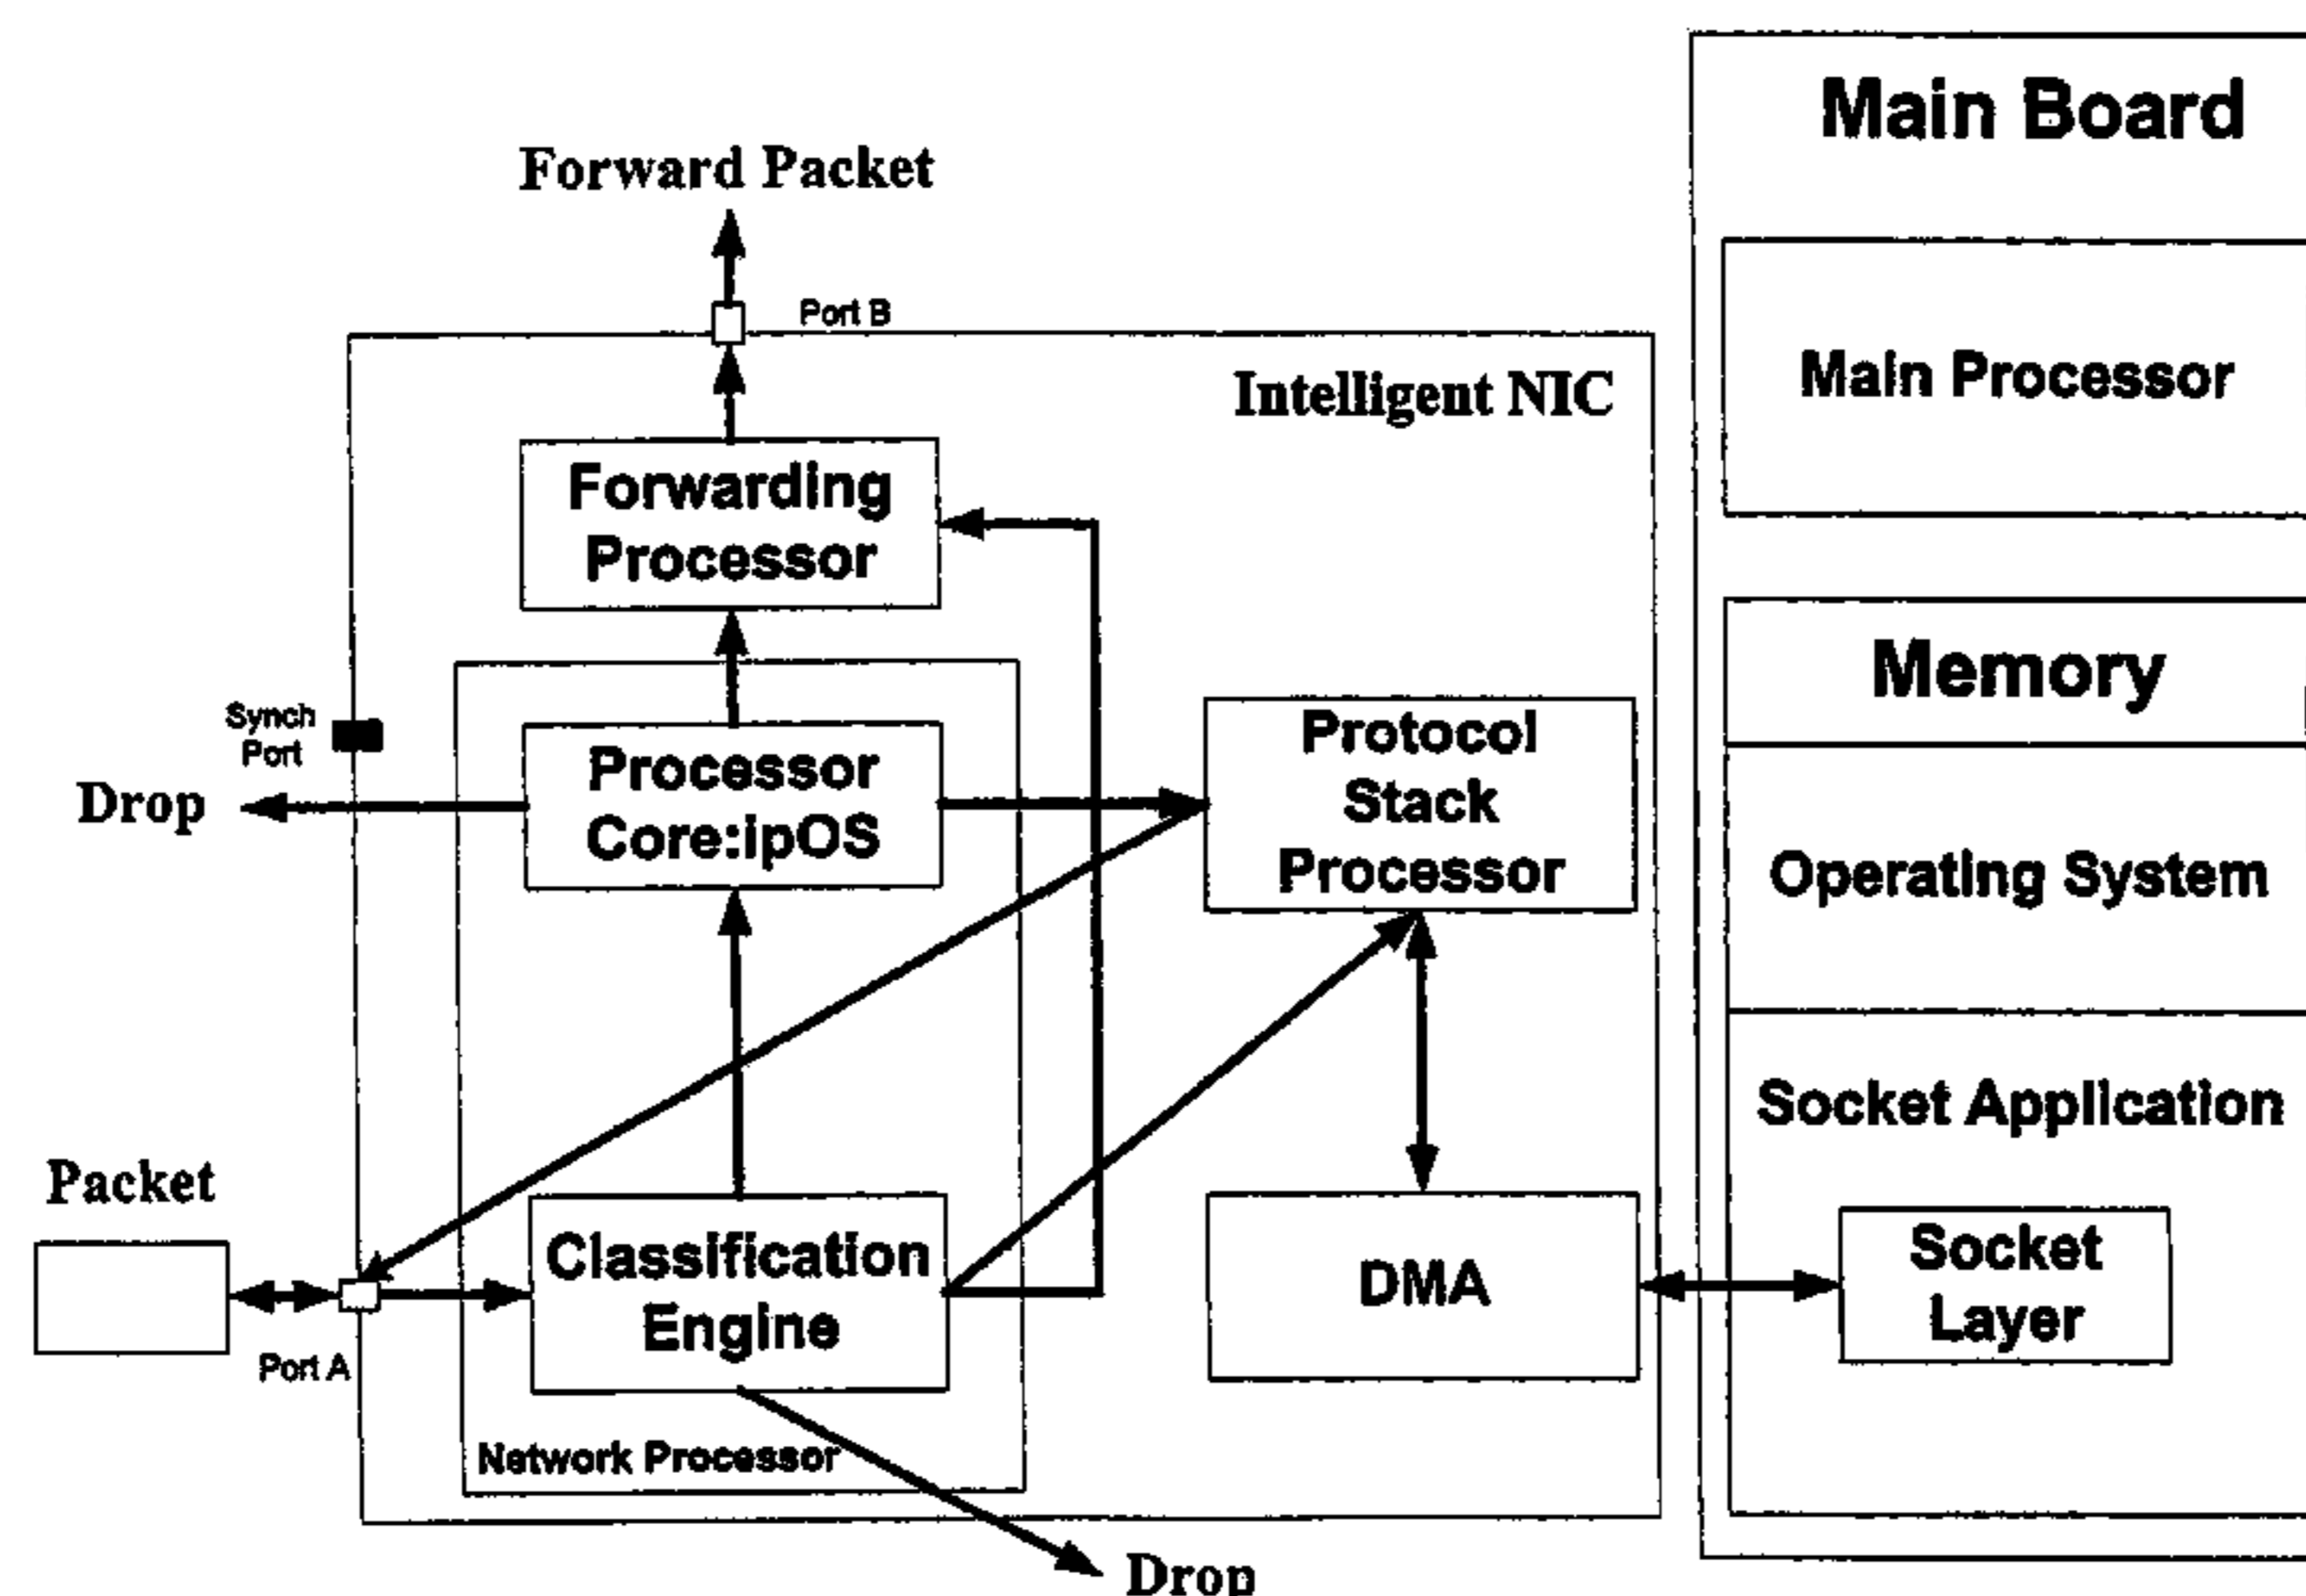 Main Board
Forward Packet
Port B
Intelligent NIC
Main Processor
Forwarding
Processor
Memory
Synch
Port
Protocol
Stack
Processor
Processor
Core:ipOS
Drop
Operating System
Socket Application
Packet
Classification
Engine
DMA
Socket
Layer
Port A
Network Processor
Drop